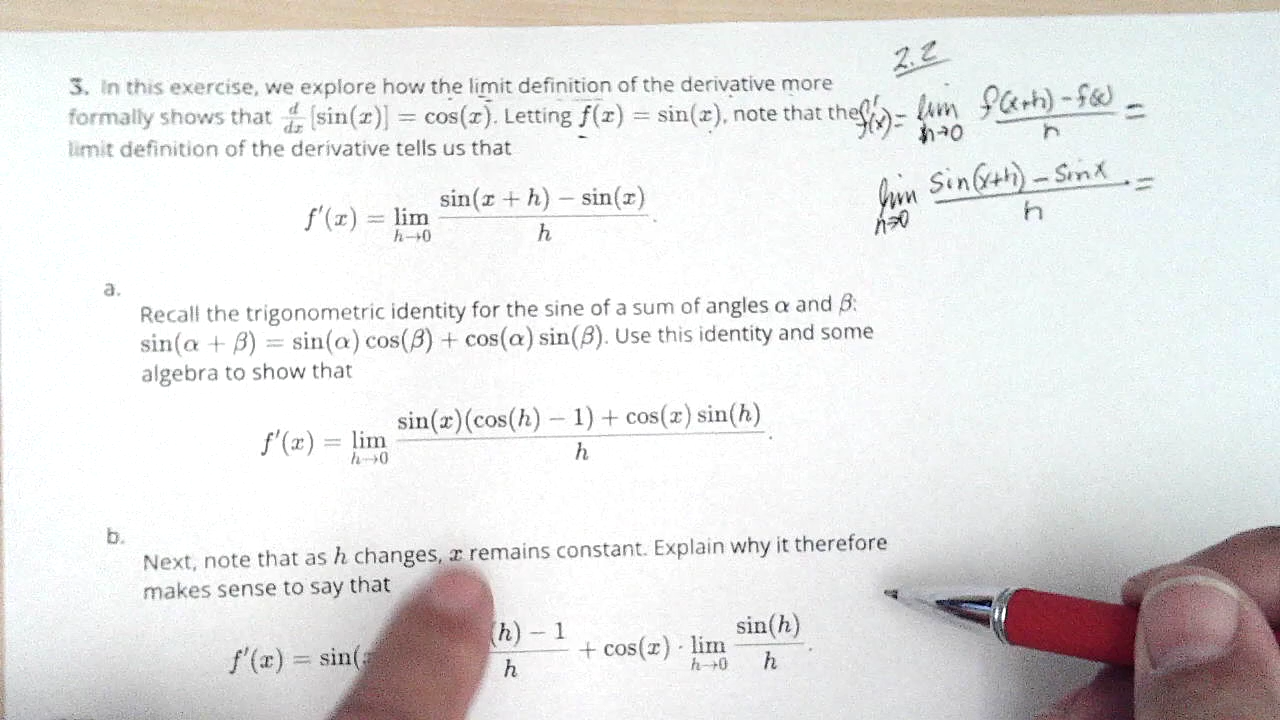 2.2
3. In this exercise, we explore how the limit definition of the derivative more
formally shows that d/dx [sin(x)] = cos(x). Letting f(x) = sin(x), note that the
limit definition of the derivative tells us that
f'(x) = lim h→0 f(x+h) - f(x) / h =
lim h→0 sin(x+h) - sin x / h =
f'(x) = lim h→0 sin(x + h) − sin(x) / h .
a.
Recall the trigonometric identity for the sine of a sum of angles α and β:
sin(α + β) = sin(α) cos(β) + cos(α) sin(β). Use this identity and some
algebra to show that
f'(x) = lim h→0 sin(x)(cos(h) − 1) + cos(x) sin(h) / h .
b.
Next, note that as h changes, x remains constant. Explain why it therefore
makes sense to say that
f'(x) = sin( (h) − 1 / h + cos(x) · lim h→0 sin(h) / h .